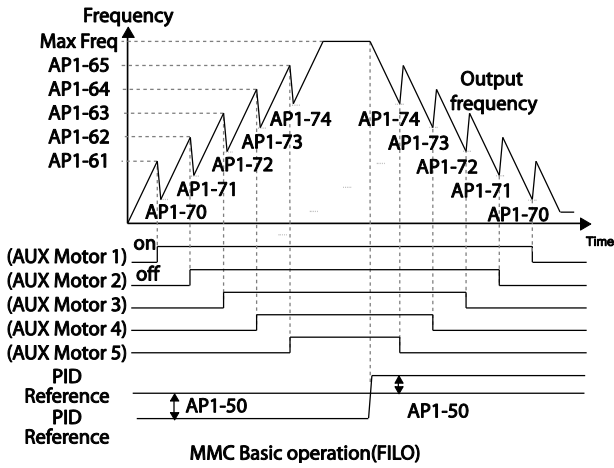 Frequency
Max Freq
AP1-65
AP1-64
AP1-63
AP1-62
AP1-61
AP1-74
AP1-73
AP1-72
AP1-71
AP1-70
Output
frequency
AP1-74
AP1-73
AP1-72
AP1-71
AP1-70
Time
on
(AUX Motor 1)
off
(AUX Motor 2)
(AUX Motor 3)
(AUX Motor 4)
(AUX Motor 5)
PID
Reference
AP1-50
AP1-50
PID
Reference
MMC Basic operation(FILO)